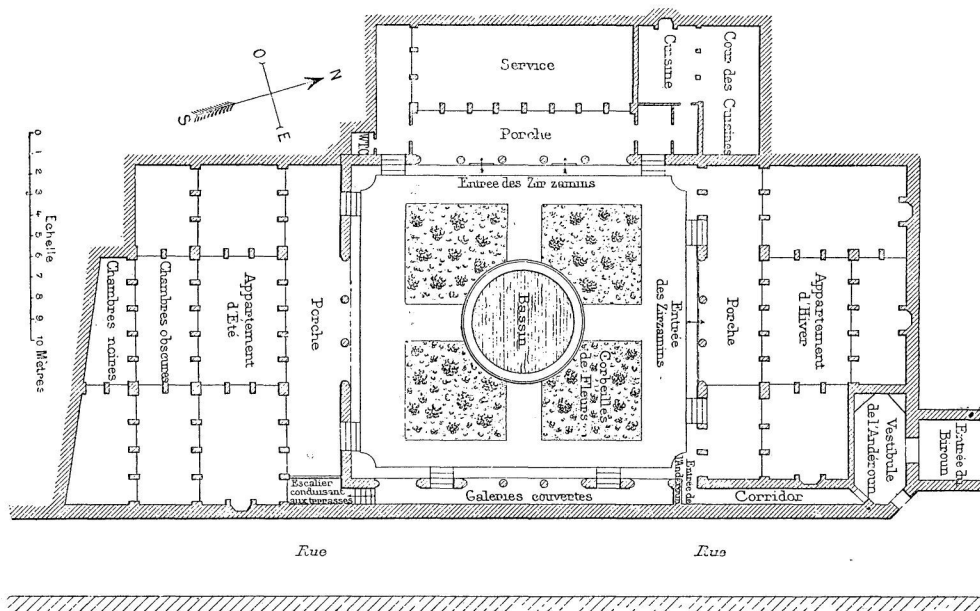 Service
Cuisine
Cour des Cuisines
O
N
S
E
Porche
W.C.
Entrée des Zirzamins
0
1
2
3
4
5
6
7
8
9
10 Mètres
Echelle
Chambres noires
Chambres obscures
Appartement
d'Été
Porche
Bassin
Corbeilles
de Fleurs
Entrée
des Zirzamins
Porche
Appartement
d'Hiver
Vestibule
de l'Andéroun
Entrée du
Biroun
Escalier
conduisant
aux terrasses
Galeries couvertes
Entrée de
l'Andéroun
Corridor
Rue
Rue